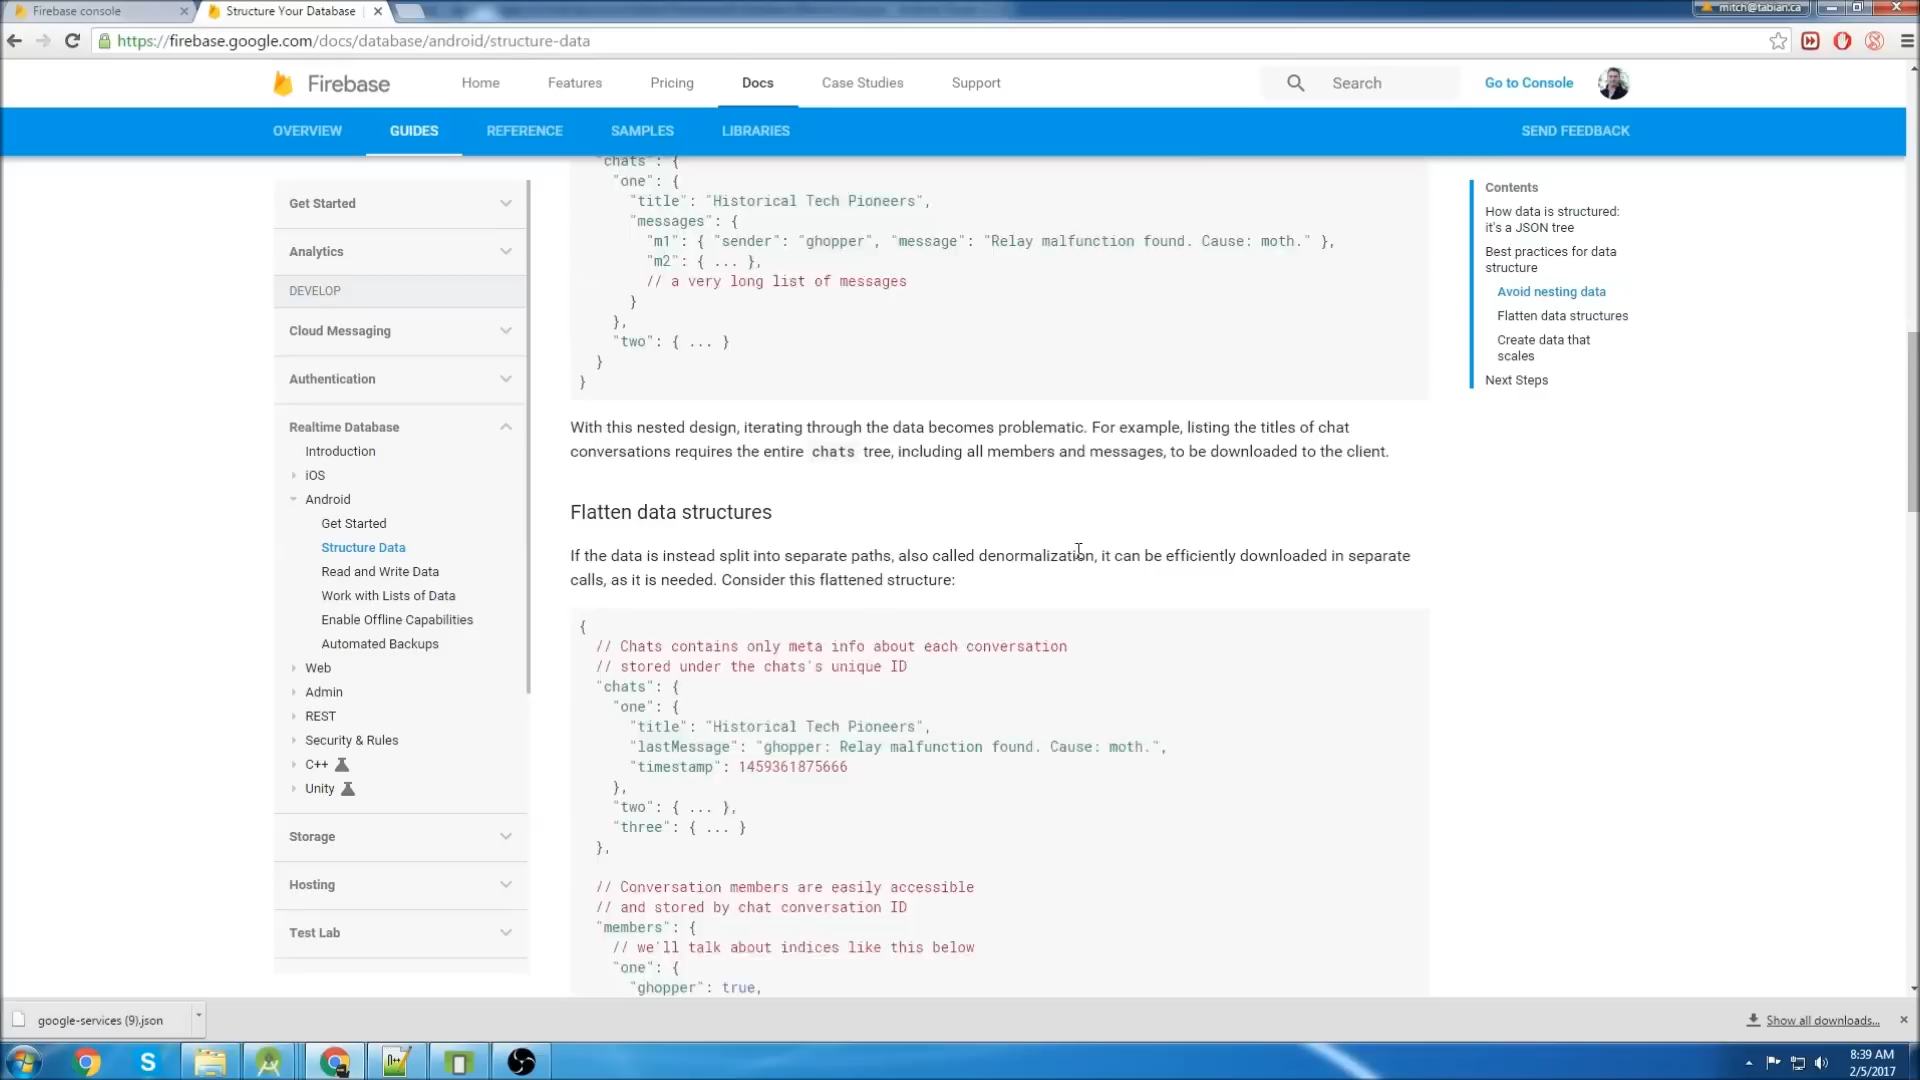 Firebase console
Structure Your Database
mitch@tabian.ca
https://firebase.google.com/docs/database/android/structure-data
Firebase
Home
Features
Pricing
Docs
Case Studies
Support
Search
Go to Console
OVERVIEW
GUIDES
REFERENCE
SAMPLES
LIBRARIES
SEND FEEDBACK
Get Started
Analytics
DEVELOP
Cloud Messaging
Authentication
Realtime Database
Introduction
iOS
Android
Get Started
Structure Data
Read and Write Data
Work with Lists of Data
Enable Offline Capabilities
Automated Backups
Web
Admin
REST
Security & Rules
C++
Unity
Storage
Hosting
Test Lab
"chats": {
"one": {
"title": "Historical Tech Pioneers",
"messages": {
"m1": { "sender": "ghopper", "message": "Relay malfunction found. Cause: moth." },
"m2": { ... },
// a very long list of messages
}
},
"two": { ... }
}
}
With this nested design, iterating through the data becomes problematic. For example, listing the titles of chat
conversations requires the entire chats tree, including all members and messages, to be downloaded to the client.
Flatten data structures
If the data is instead split into separate paths, also called denormalization, it can be efficiently downloaded in separate
calls, as it is needed. Consider this flattened structure:
{
// Chats contains only meta info about each conversation
// stored under the chats's unique ID
"chats": {
"one": {
"title": "Historical Tech Pioneers",
"lastMessage": "ghopper: Relay malfunction found. Cause: moth.",
"timestamp": 1459361875666
},
"two": { ... },
"three": { ... }
},
// Conversation members are easily accessible
// and stored by chat conversation ID
"members": {
// we'll talk about indices like this below
"one": {
"ghopper": true,
Contents
How data is structured:
it's a JSON tree
Best practices for data
structure
Avoid nesting data
Flatten data structures
Create data that
scales
Next Steps
google-services (9).json
Show all downloads...
8:39 AM
2/5/2017